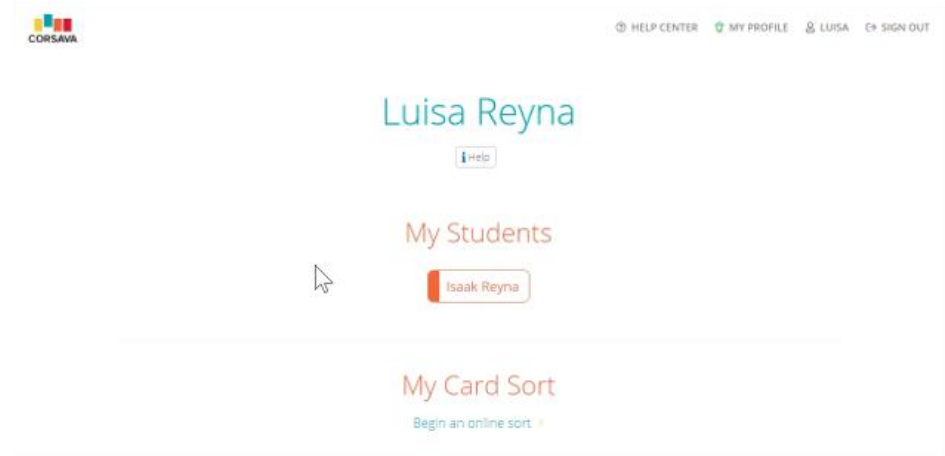 CORSAVA
HELP CENTER MY PROFILE LUISA SIGN OUT
Luisa Reyna
Help
My Students
Isaak Reyna
My Card Sort
Begin an online sort